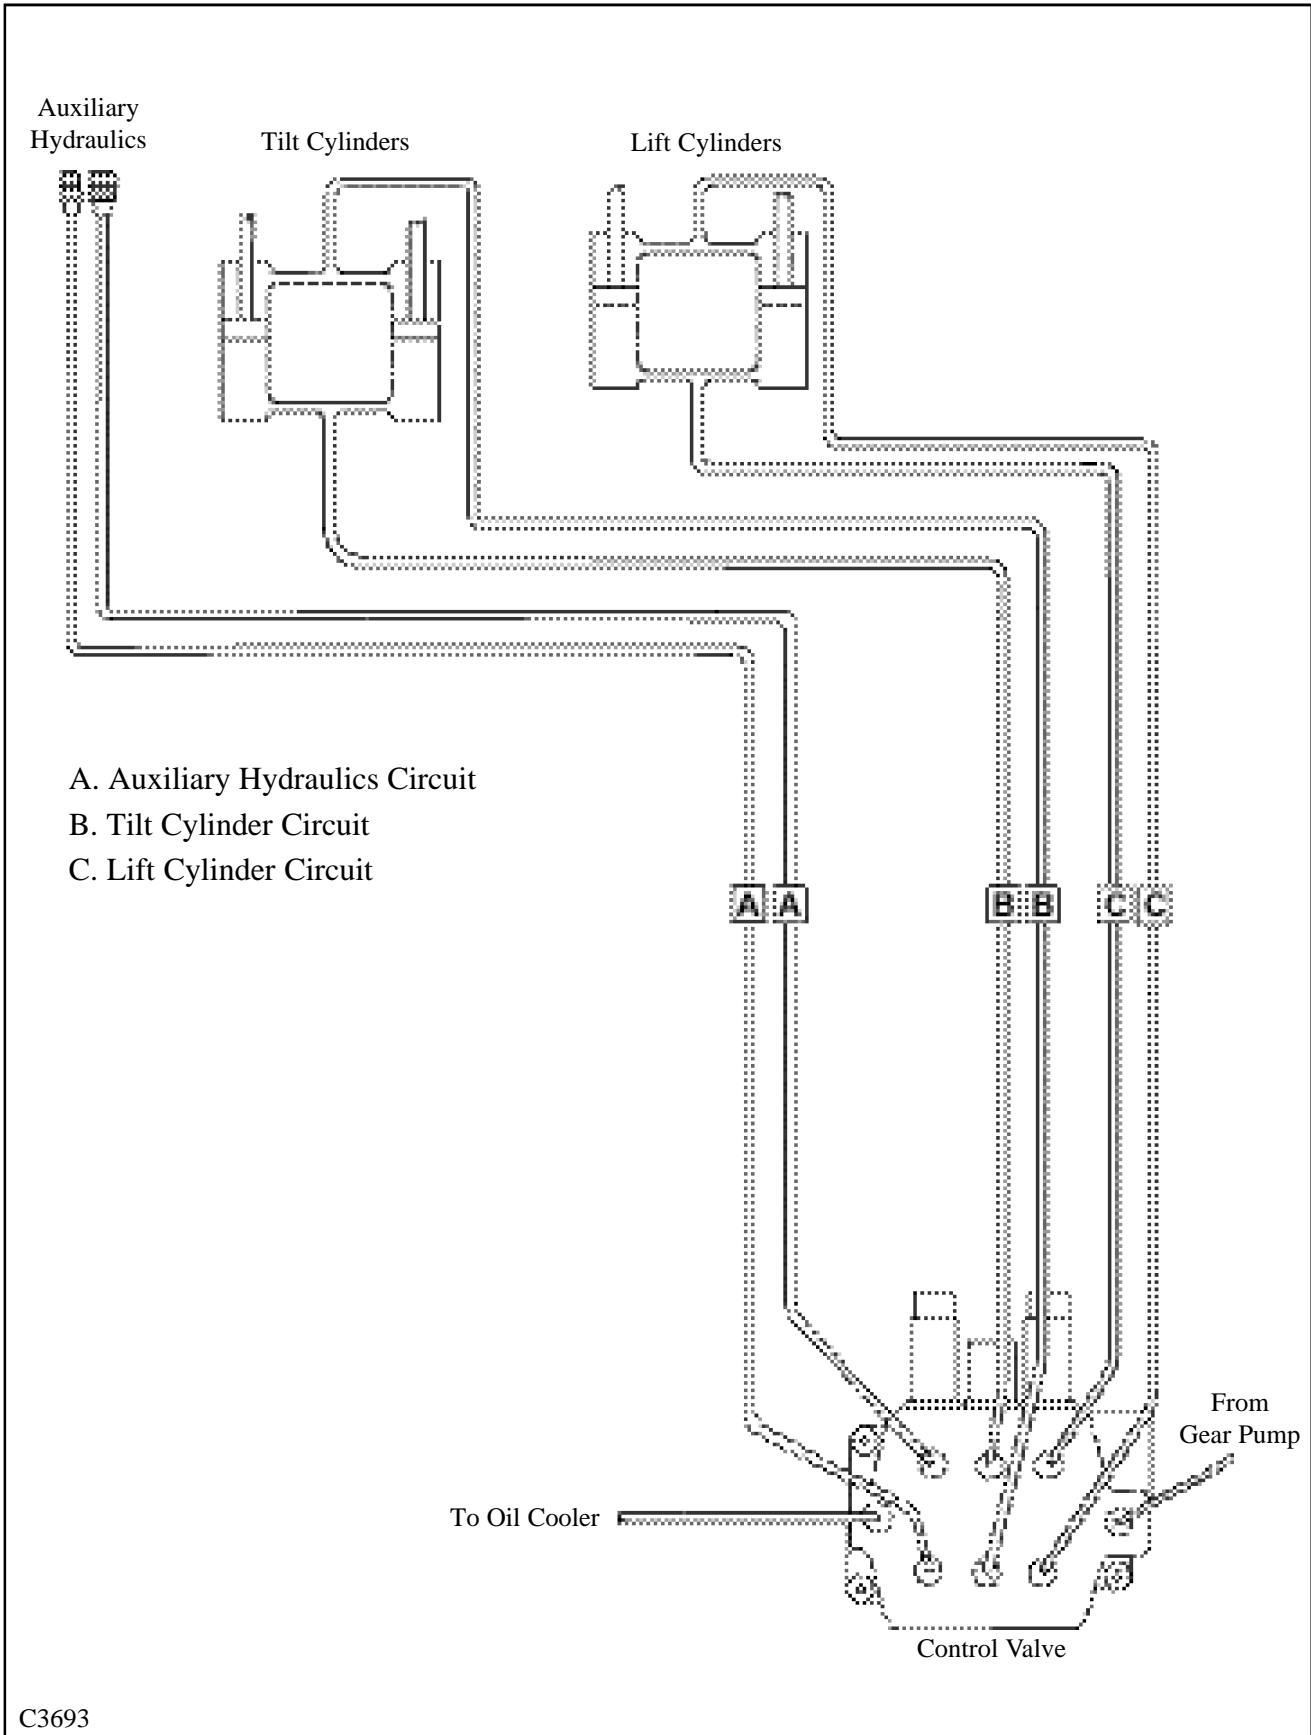 Auxiliary
Hydraulics
Tilt Cylinders
Lift Cylinders
A. Auxiliary Hydraulics Circuit
B. Tilt Cylinder Circuit
C. Lift Cylinder Circuit
A A B B C C
From
Gear Pump
To Oil Cooler
Control Valve
C3693